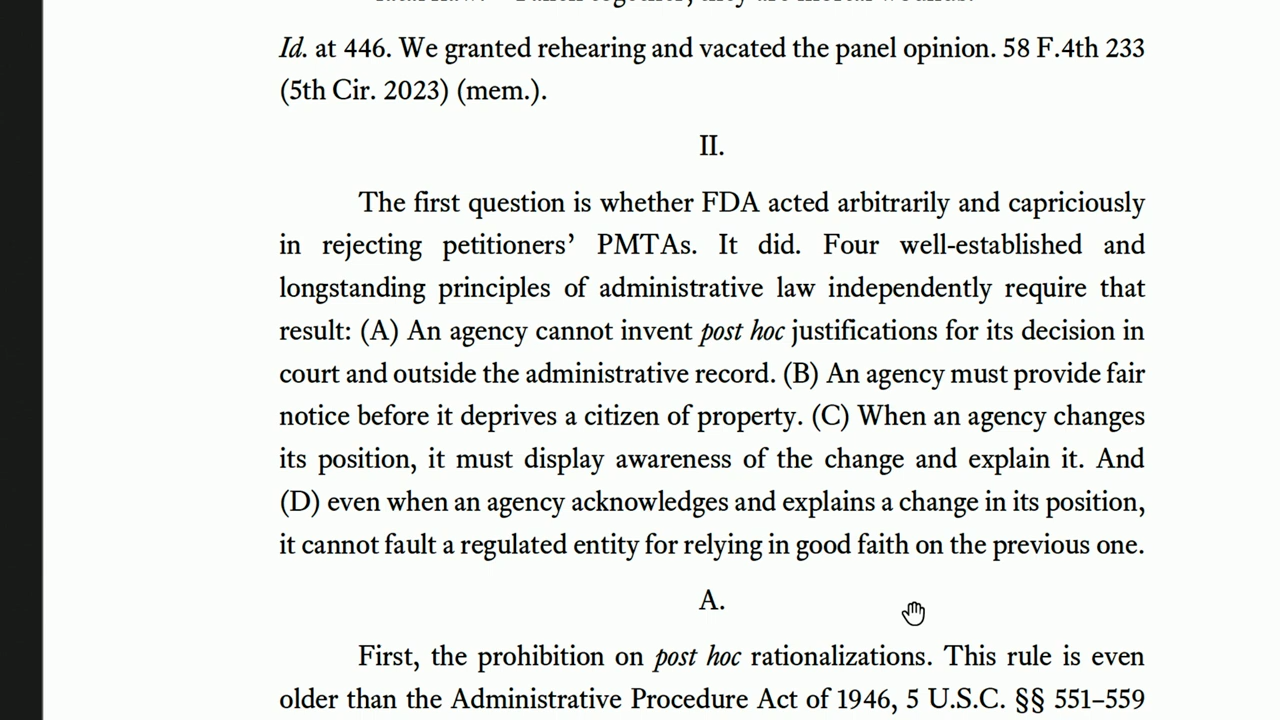 Id. at 446. We granted rehearing and vacated the panel opinion. 58 F.4th 233
(5th Cir. 2023) (mem.).
II.
The first question is whether FDA acted arbitrarily and capriciously
in rejecting petitioners’ PMTAs. It did. Four well-established and
longstanding principles of administrative law independently require that
result: (A) An agency cannot invent post hoc justifications for its decision in
court and outside the administrative record. (B) An agency must provide fair
notice before it deprives a citizen of property. (C) When an agency changes
its position, it must display awareness of the change and explain it. And
(D) even when an agency acknowledges and explains a change in its position,
it cannot fault a regulated entity for relying in good faith on the previous one.
A.
First, the prohibition on post hoc rationalizations. This rule is even
older than the Administrative Procedure Act of 1946, 5 U.S.C. §§ 551–559